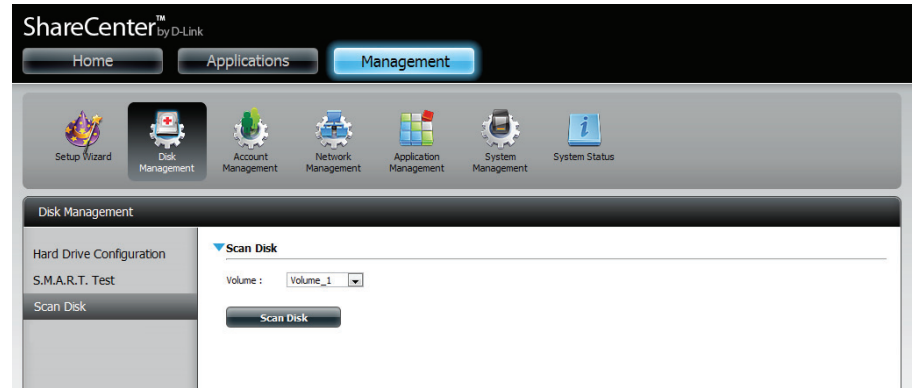 ShareCenter™ by D-Link
Home Applications Management
Setup Wizard
Disk Management
Account Management
Network Management
Application Management
System Management
System Status
Disk Management
Hard Drive Configuration
S.M.A.R.T. Test
Scan Disk
Scan Disk
Volume : Volume_1
Scan Disk